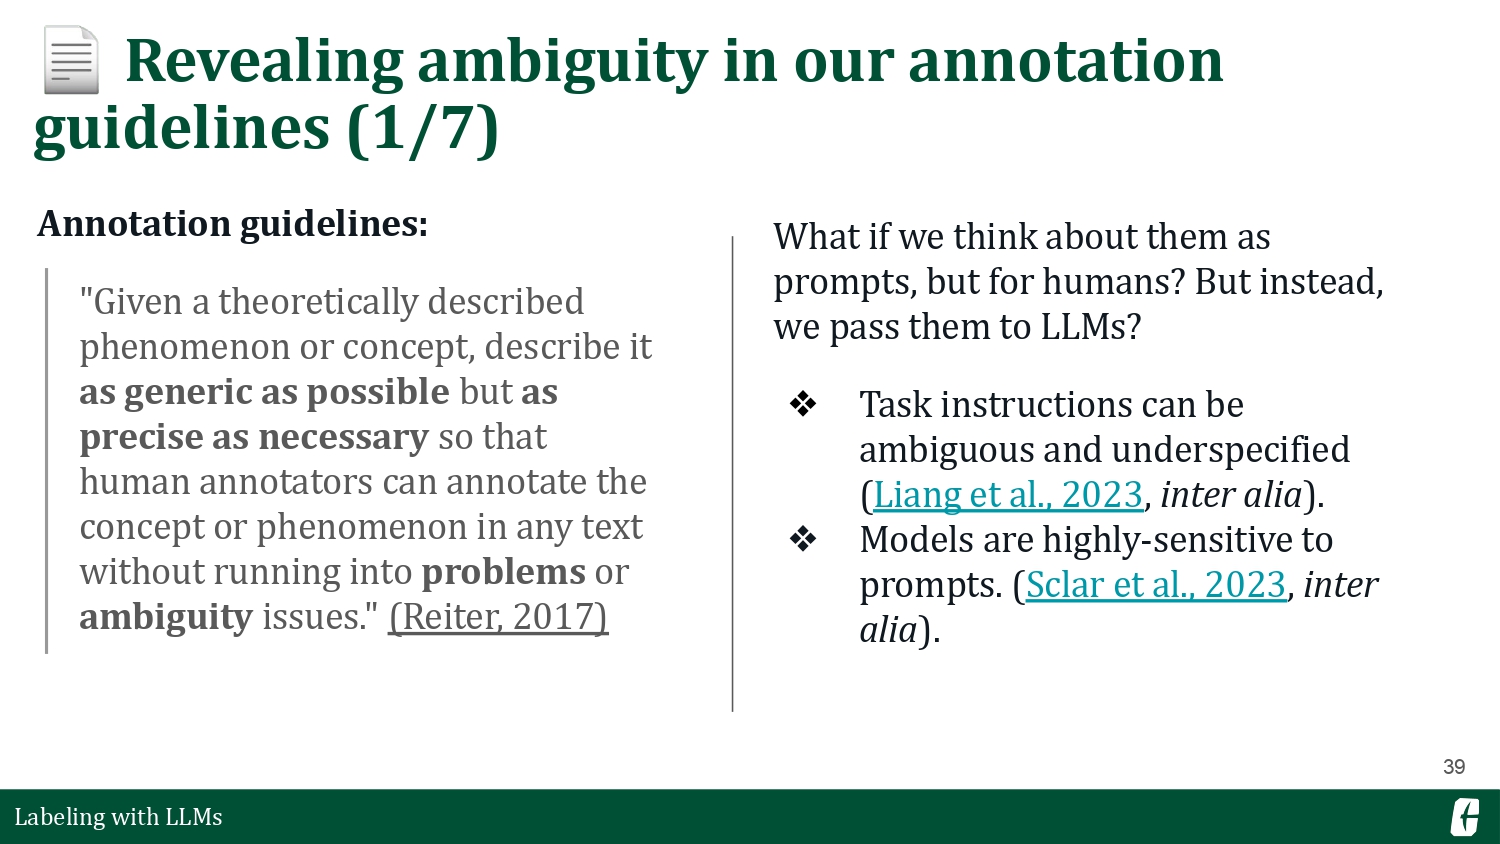 Revealing ambiguity in our annotation
guidelines (1/7)
Annotation guidelines:
"Given a theoretically described
phenomenon or concept, describe it
as generic as possible but as
precise as necessary so that
human annotators can annotate the
concept or phenomenon in any text
without running into problems or
ambiguity issues." (Reiter, 2017)
What if we think about them as
prompts, but for humans? But instead,
we pass them to LLMs?
❖ Task instructions can be
ambiguous and underspecified
(Liang et al., 2023, inter alia).
❖ Models are highly-sensitive to
prompts. (Sclar et al., 2023, inter
alia).
39
Labeling with LLMs